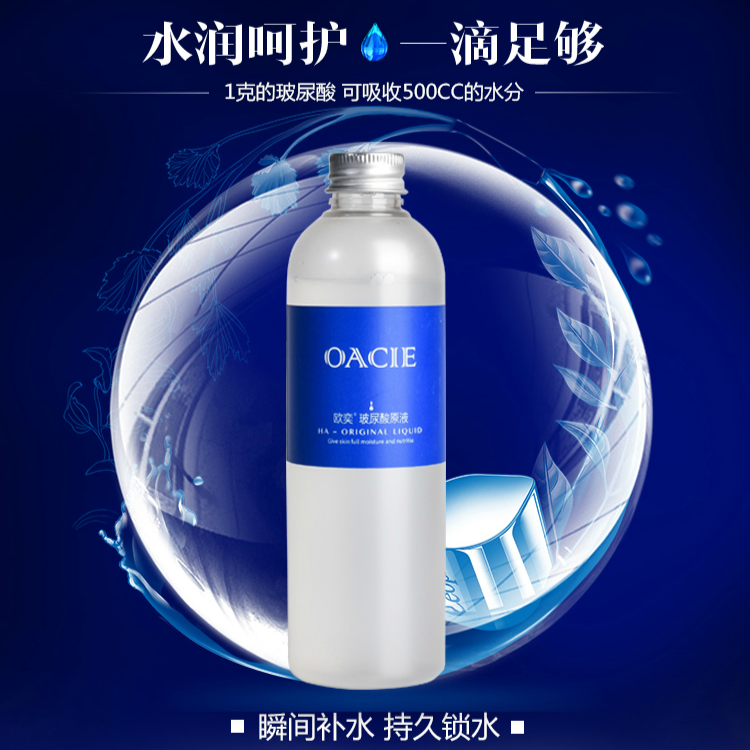 水润呵护 一滴足够
1克的玻尿酸 可吸收500CC的水分
OACIE
欧奕® 玻尿酸原液
HA - ORIGINAL LIQUID
Give skin full moisture and nutritive
瞬间补水 持久锁水